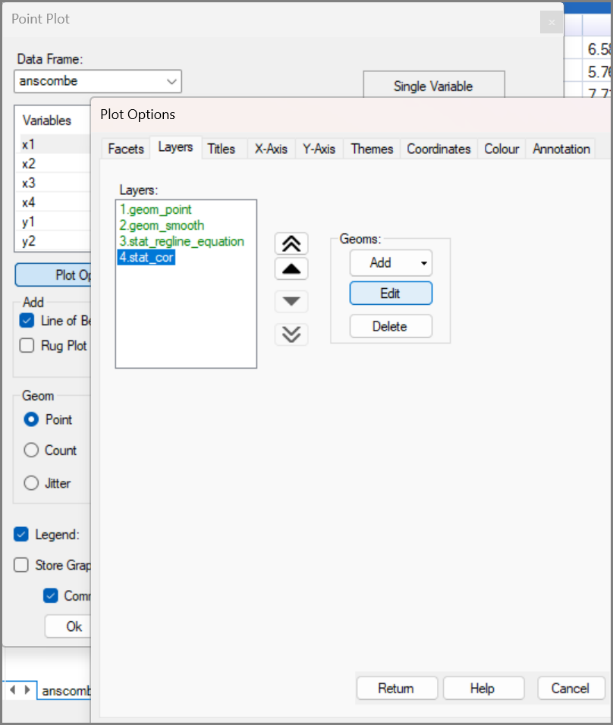 Point Plot
x
6.58
5.76
7.71
Data Frame:
anscombe
Single Variable
Variables
x1
x2
x3
x4
y1
y2
Plot Op
Add
Line of Be
Rug Plot
Geom
Point
Count
Jitter
Legend:
Store Grap
Comm
Ok
anscomb
Plot Options
Facets Layers Titles X-Axis Y-Axis Themes Coordinates Colour Annotation
Layers:
1.geom_point
2.geom_smooth
3.stat_regline_equation
4.stat_cor
Geoms:
Add
Edit
Delete
Return Help Cancel